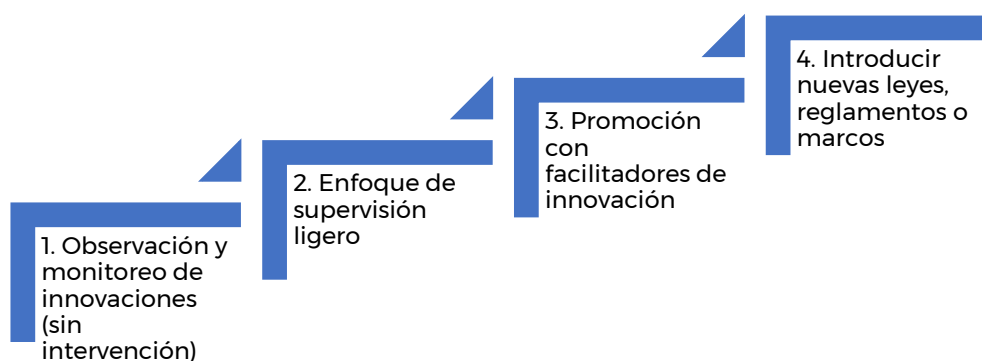 1. Observación y
monitoreo de
innovaciones
(sin
intervención)
2. Enfoque de
supervisión
ligero
3. Promoción
con
facilitadores de
innovación
4. Introducir
nuevas leyes,
reglamentos o
marcos